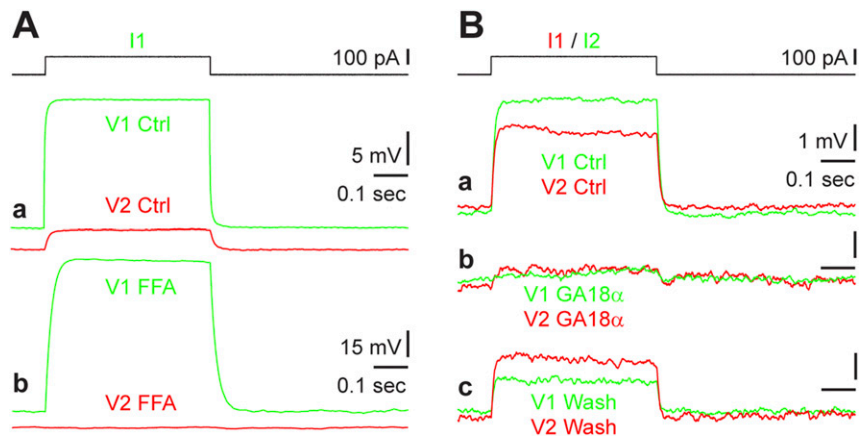 A
I1
100 pA
V1 Ctrl
5 mV
0.1 sec
V2 Ctrl
a
V1 FFA
15 mV
0.1 sec
b
V2 FFA
B
I1 / I2
100 pA
1 mV
V1 Ctrl
V2 Ctrl
0.1 sec
a
b
V1 GA18α
V2 GA18α
c
V1 Wash
V2 Wash